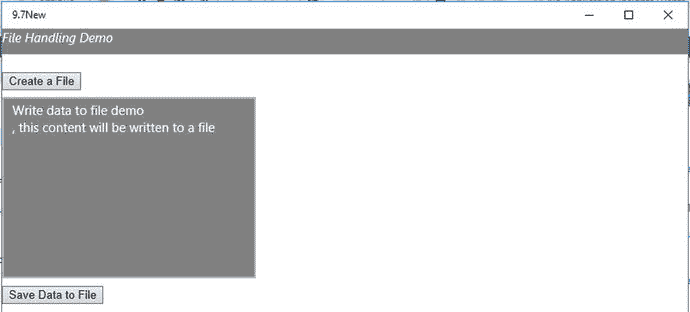 9.7New
File Handling Demo
Create a File
Write data to file demo
, this content will be written to a file
Save Data to File